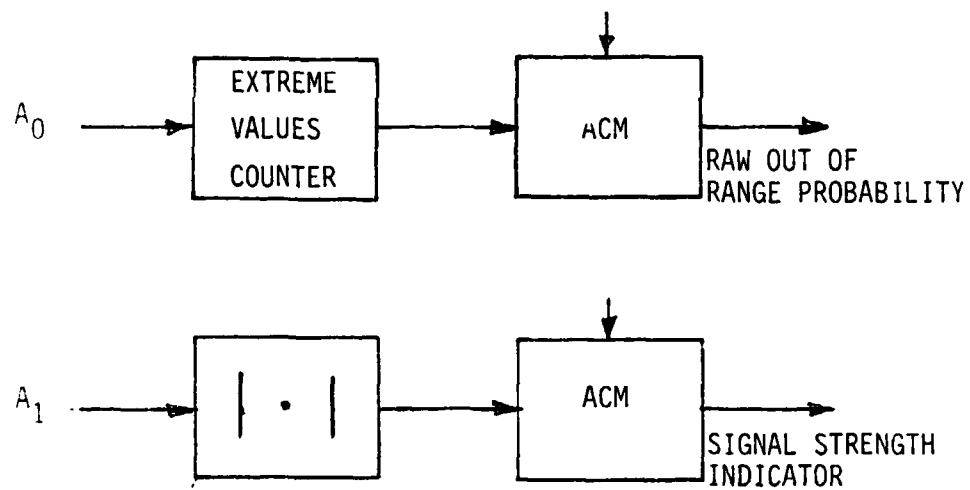 A0
EXTREME
VALUES
COUNTER
ACM
RAW OUT OF
RANGE PROBABILITY
A1
| · |
ACM
SIGNAL STRENGTH
INDICATOR